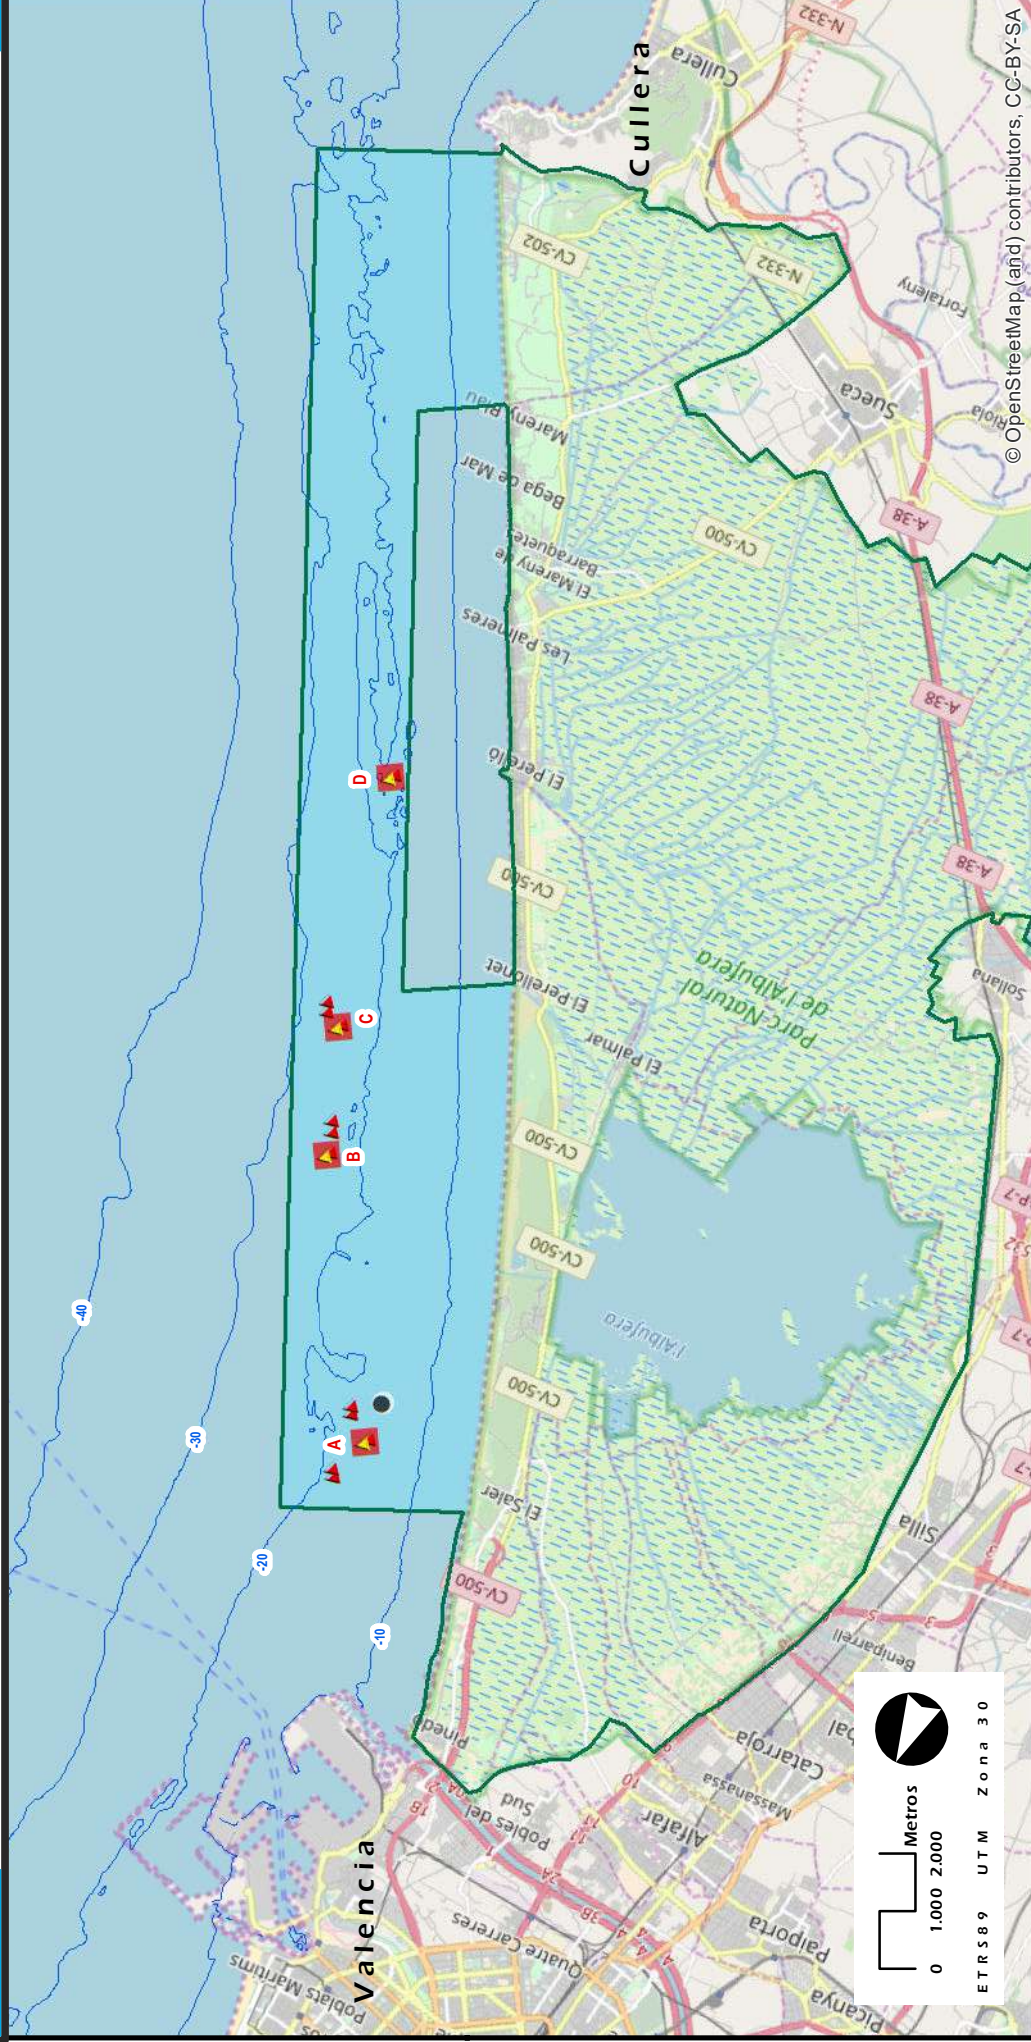 Cullera
Cullera
N-332
CV-502
N-332
Fortaleny
Sueca
Riola
Mareny Blau
Bega de Mar
El Mareny de
Barraquetes
Les Palmeres
CV-500
A-38
A-38
El Perelló
D
CV-500
A-38
Sollana
El Perellonet
Parc Natural
de l'Albufera
El Palmar
C
B
CV-500
CV-500
l'Albufera
CV-500
A
-40
-30
-20
-10
El Saler
CV-500
Silla
Beniparrell
Pinedo
Catarroja
Massanassa
Alfafar
Pobles del
Sud
Valencia
Quatre Carreres
Poblats Marítims
Paiporta
Picanya
Metros
0 1.000 2.000
ETRS89 UTM Zona 30
© OpenStreetMap (and) contributors, CC-BY-SA